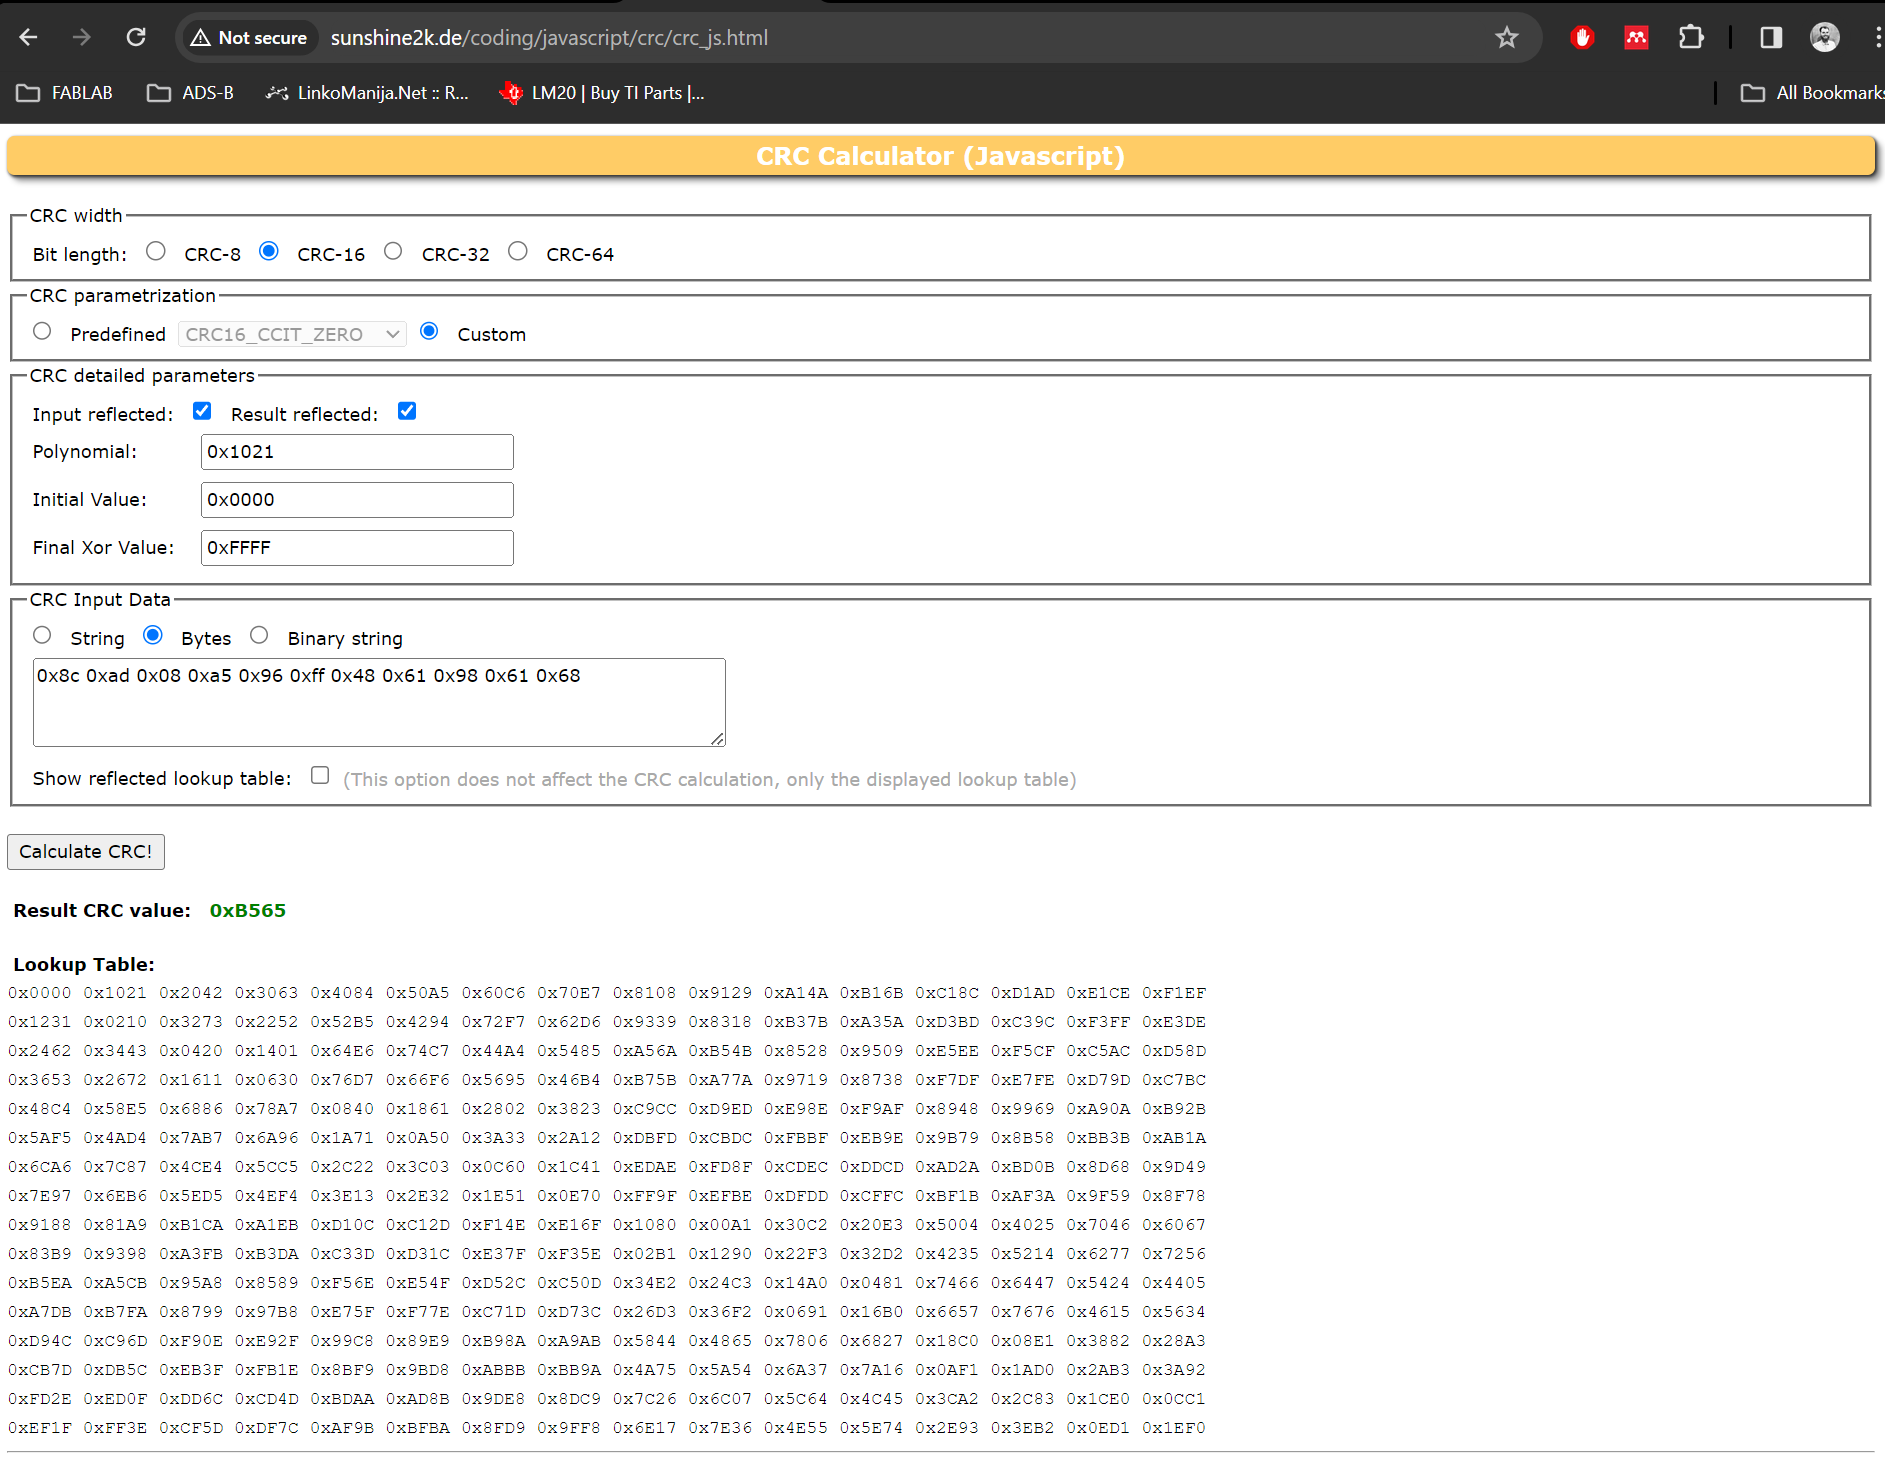 Not secure sunshine2k.de/coding/javascript/crc/crc_js.html
FABLAB ADS-B LinkoManija.Net :: R... LM20 | Buy TI Parts |... All Bookmarks
CRC Calculator (Javascript)
CRC width
Bit length: CRC-8 CRC-16 CRC-32 CRC-64
CRC parametrization
Predefined CRC16_CCIT_ZERO Custom
CRC detailed parameters
Input reflected: Result reflected:
Polynomial: 0x1021
Initial Value: 0x0000
Final Xor Value: 0xFFFF
CRC Input Data
String Bytes Binary string
0x8c 0xad 0x08 0xa5 0x96 0xff 0x48 0x61 0x98 0x61 0x68
Show reflected lookup table: (This option does not affect the CRC calculation, only the displayed lookup table)
Calculate CRC!
Result CRC value: 0xB565
Lookup Table:
0x0000 0x1021 0x2042 0x3063 0x4084 0x50A5 0x60C6 0x70E7 0x8108 0x9129 0xA14A 0xB16B 0xC18C 0xD1AD 0xE1CE 0xF1EF
0x1231 0x0210 0x3273 0x2252 0x52B5 0x4294 0x72F7 0x62D6 0x9339 0x8318 0xB37B 0xA35A 0xD3BD 0xC39C 0xF3FF 0xE3DE
0x2462 0x3443 0x0420 0x1401 0x64E6 0x74C7 0x44A4 0x5485 0xA56A 0xB54B 0x8528 0x9509 0xE5EE 0xF5CF 0xC5AC 0xD58D
0x3653 0x2672 0x1611 0x0630 0x76D7 0x66F6 0x5695 0x46B4 0xB75B 0xA77A 0x9719 0x8738 0xF7DF 0xE7FE 0xD79D 0xC7BC
0x48C4 0x58E5 0x6886 0x78A7 0x0840 0x1861 0x2802 0x3823 0xC9CC 0xD9ED 0xE98E 0xF9AF 0x8948 0x9969 0xA90A 0xB92B
0x5AF5 0x4AD4 0x7AB7 0x6A96 0x1A71 0x0A50 0x3A33 0x2A12 0xDBFD 0xCBDC 0xFBBF 0xEB9E 0x9B79 0x8B58 0xBB3B 0xAB1A
0x6CA6 0x7C87 0x4CE4 0x5CC5 0x2C22 0x3C03 0x0C60 0x1C41 0xEDAE 0xFD8F 0xCDEC 0xDDCD 0xAD2A 0xBD0B 0x8D68 0x9D49
0x7E97 0x6EB6 0x5ED5 0x4EF4 0x3E13 0x2E32 0x1E51 0x0E70 0xFF9F 0xEFBE 0xDFDD 0xCFFC 0xBF1B 0xAF3A 0x9F59 0x8F78
0x9188 0x81A9 0xB1CA 0xA1EB 0xD10C 0xC12D 0xF14E 0xE16F 0x1080 0x00A1 0x30C2 0x20E3 0x5004 0x4025 0x7046 0x6067
0x83B9 0x9398 0xA3FB 0xB3DA 0xC33D 0xD31C 0xE37F 0xF35E 0x02B1 0x1290 0x22F3 0x32D2 0x4235 0x5214 0x6277 0x7256
0xB5EA 0xA5CB 0x95A8 0x8589 0xF56E 0xE54F 0xD52C 0xC50D 0x34E2 0x24C3 0x14A0 0x0481 0x7466 0x6447 0x5424 0x4405
0xA7DB 0xB7FA 0x8799 0x97B8 0xE75F 0xF77E 0xC71D 0xD73C 0x26D3 0x36F2 0x0691 0x16B0 0x6657 0x7676 0x4615 0x5634
0xD94C 0xC96D 0xF90E 0xE92F 0x99C8 0x89E9 0xB98A 0xA9AB 0x5844 0x4865 0x7806 0x6827 0x18C0 0x08E1 0x3882 0x28A3
0xCB7D 0xDB5C 0xEB3F 0xFB1E 0x8BF9 0x9BD8 0xABBB 0xBB9A 0x4A75 0x5A54 0x6A37 0x7A16 0x0AF1 0x1AD0 0x2AB3 0x3A92
0xFD2E 0xED0F 0xDD6C 0xCD4D 0xBDAA 0xAD8B 0x9DE8 0x8DC9 0x7C26 0x6C07 0x5C64 0x4C45 0x3CA2 0x2C83 0x1CE0 0x0CC1
0xEF1F 0xFF3E 0xCF5D 0xDF7C 0xAF9B 0xBFBA 0x8FD9 0x9FF8 0x6E17 0x7E36 0x4E55 0x5E74 0x2E93 0x3EB2 0x0ED1 0x1EF0